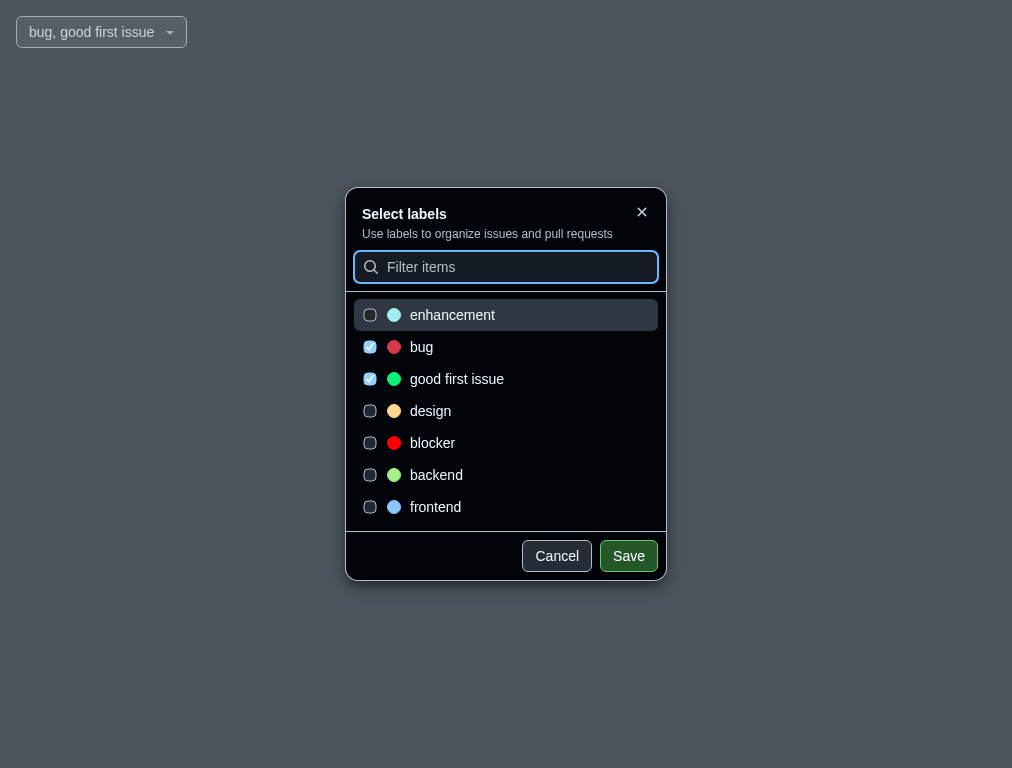 bug, good first issue
Select labels
Use labels to organize issues and pull requests
Filter items
enhancement
bug
good first issue
design
blocker
backend
frontend
Cancel Save